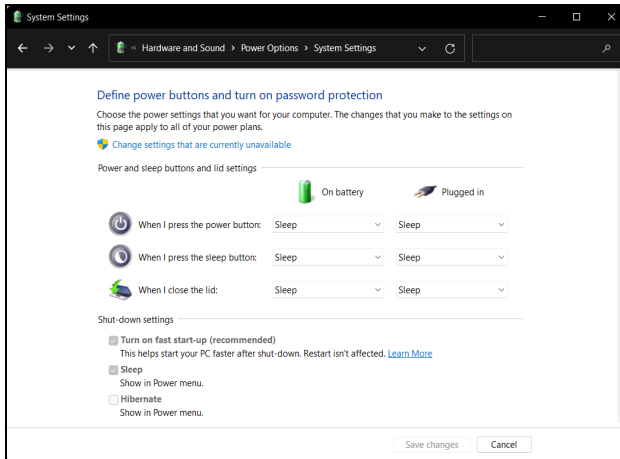 System Settings
« Hardware and Sound › Power Options › System Settings
Define power buttons and turn on password protection
Choose the power settings that you want for your computer. The changes that you make to the settings on
this page apply to all of your power plans.
Change settings that are currently unavailable
Power and sleep buttons and lid settings
On battery Plugged in
When I press the power button: Sleep Sleep
When I press the sleep button: Sleep Sleep
When I close the lid: Sleep Sleep
Shut-down settings
Turn on fast start-up (recommended)
This helps start your PC faster after shut-down. Restart isn't affected. Learn More
Sleep
Show in Power menu.
Hibernate
Show in Power menu.
Save changes Cancel